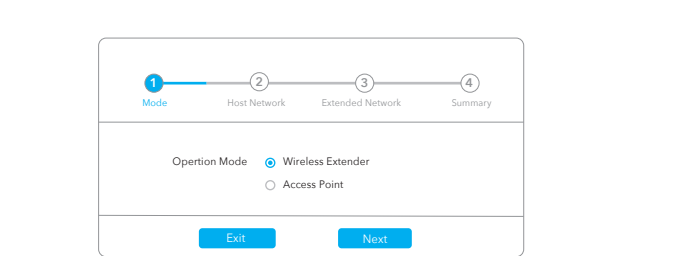 1 2 3 4
Mode Host Network Extended Network Summary
Opertion Mode Wireless Extender
Access Point
Exit Next